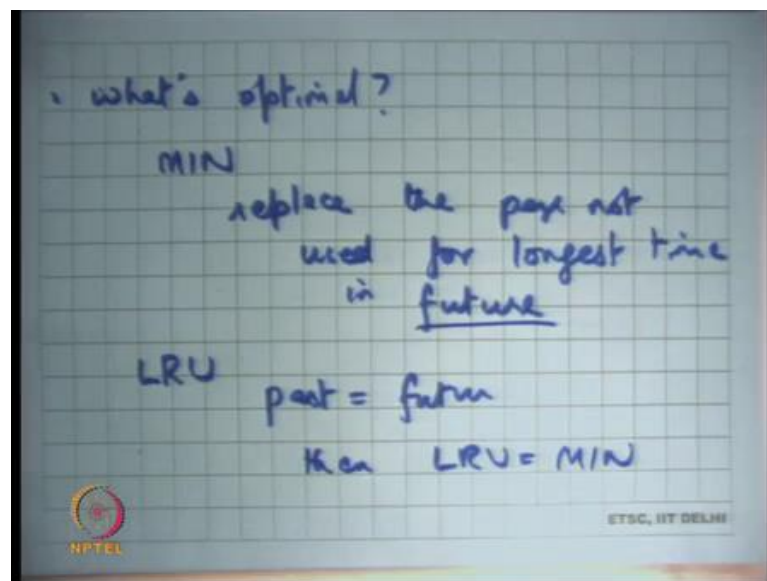 . what's optimal?
MIN
replace the page not
used for longest time
in future
LRU
past = future
then LRU = MIN
ETSC, IIT DELHI
NPTEL